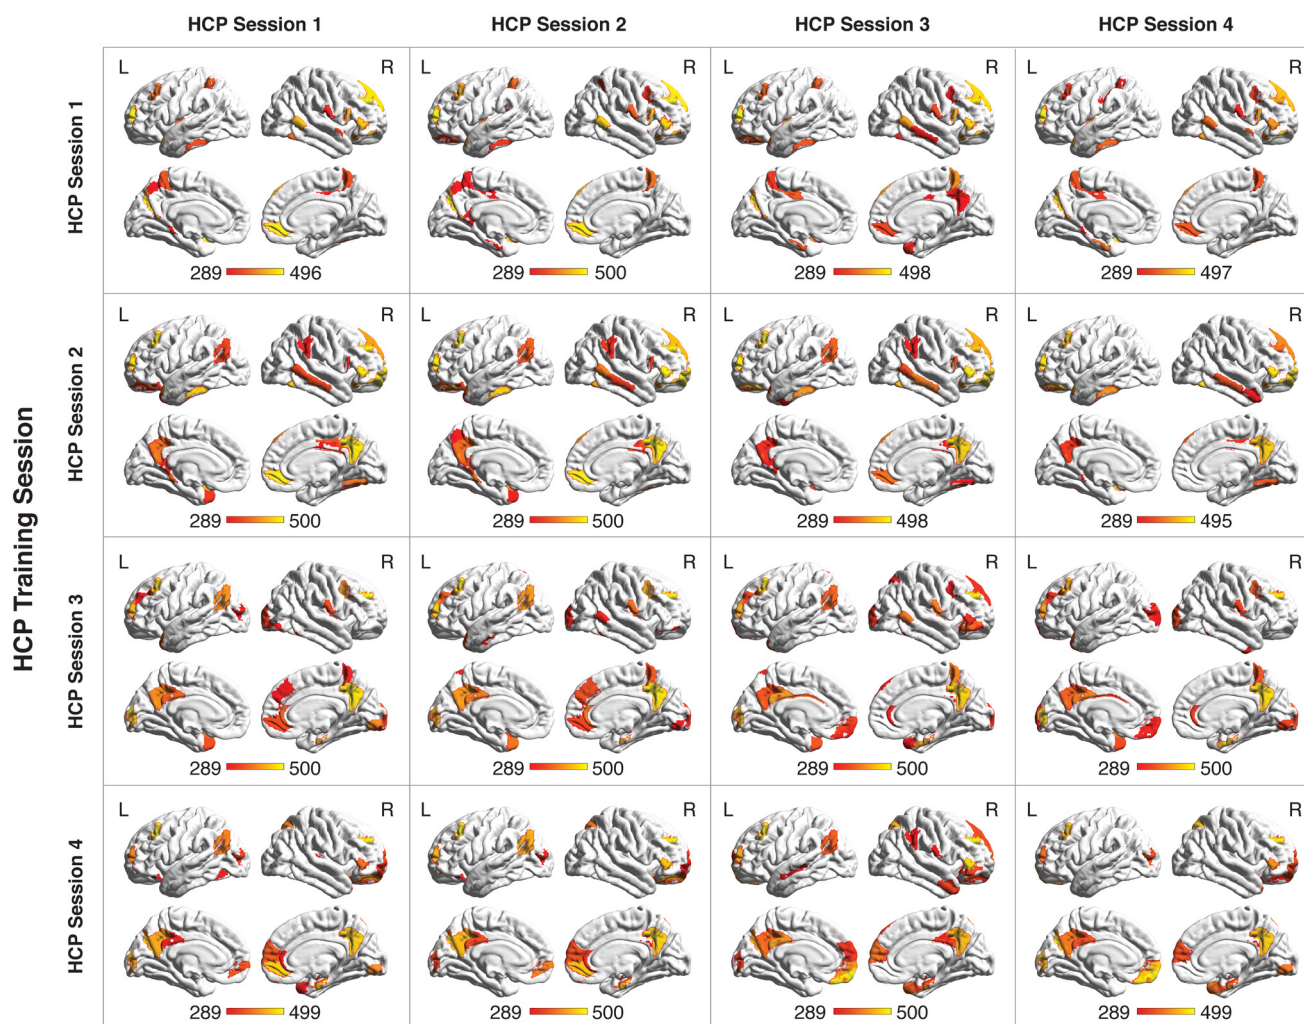 HCP Session 1 HCP Session 2 HCP Session 3 HCP Session 4
HCP Training Session
HCP Session 1
L R L R L R L R
289 496 289 500 289 498 289 497
HCP Session 2
L R L R L R L R
289 500 289 500 289 498 289 495
HCP Session 3
L R L R L R L R
289 500 289 500 289 500 289 500
HCP Session 4
L R L R L R L R
289 499 289 500 289 500 289 499